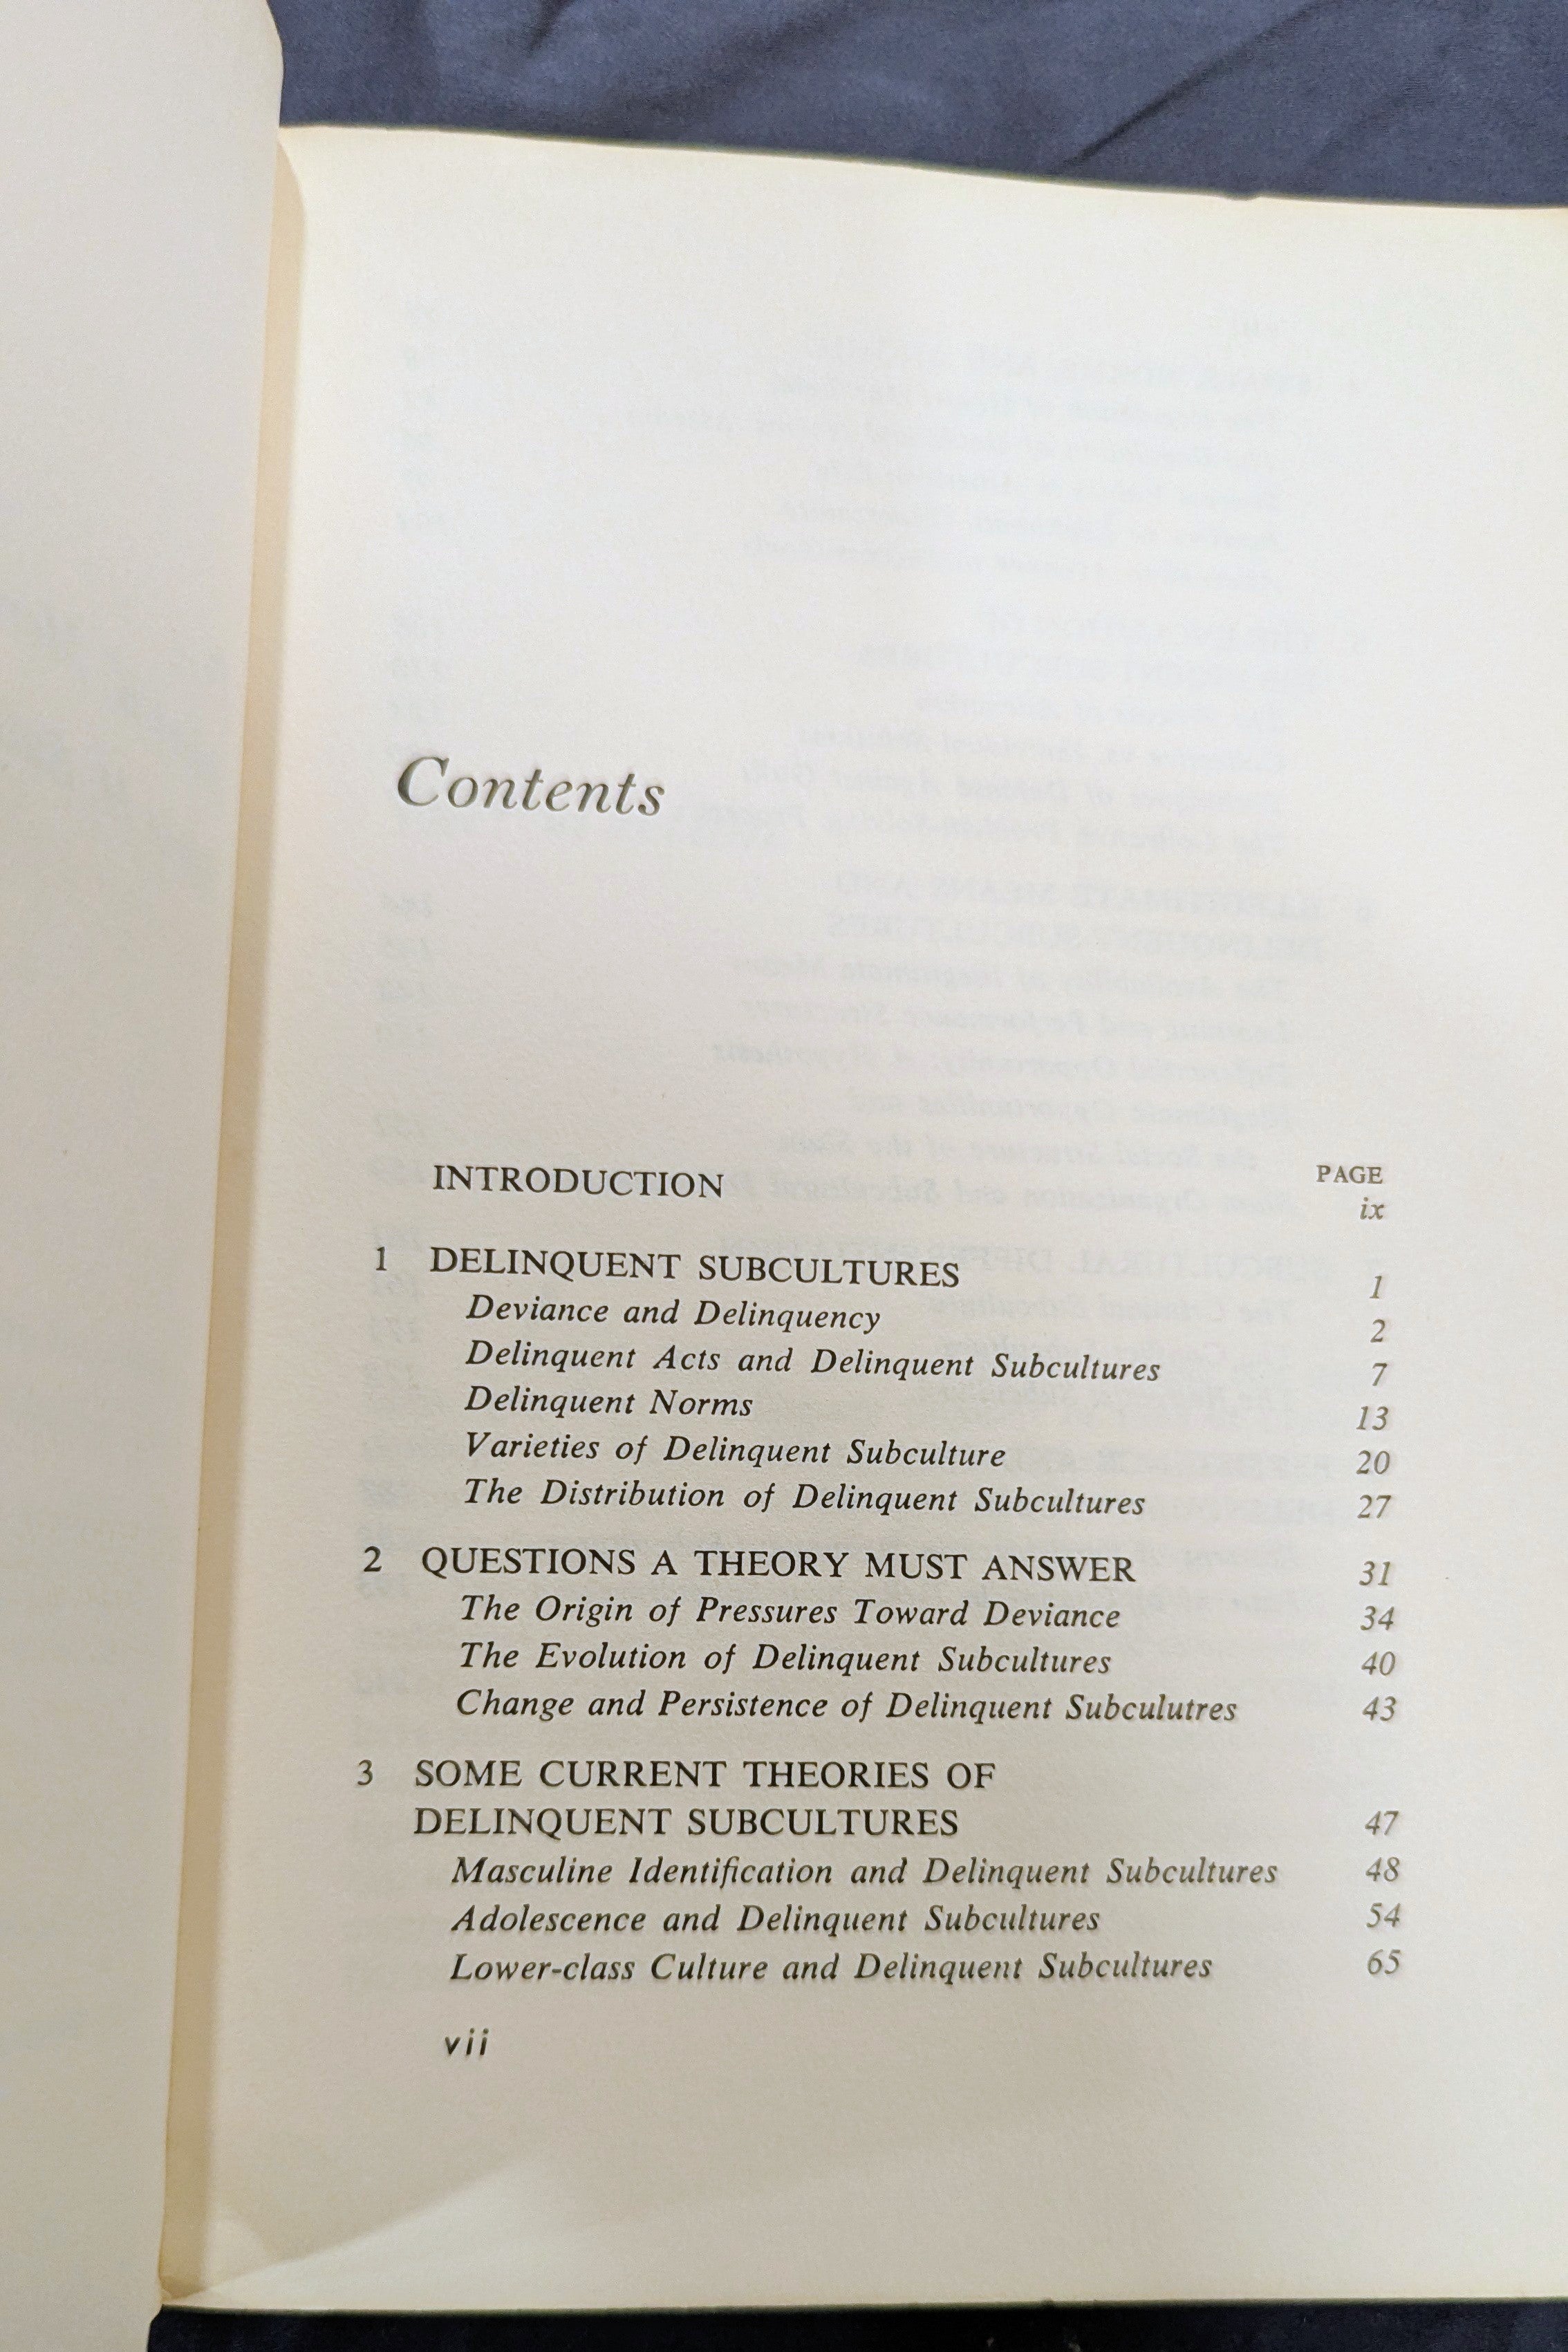 Contents
PAGE
INTRODUCTION ix
1 DELINQUENT SUBCULTURES 1
Deviance and Delinquency 2
Delinquent Acts and Delinquent Subcultures 7
Delinquent Norms 13
Varieties of Delinquent Subculture 20
The Distribution of Delinquent Subcultures 27
2 QUESTIONS A THEORY MUST ANSWER 31
The Origin of Pressures Toward Deviance 34
The Evolution of Delinquent Subcultures 40
Change and Persistence of Delinquent Subculutres 43
3 SOME CURRENT THEORIES OF
DELINQUENT SUBCULTURES 47
Masculine Identification and Delinquent Subcultures 48
Adolescence and Delinquent Subcultures 54
Lower-class Culture and Delinquent Subcultures 65
vii